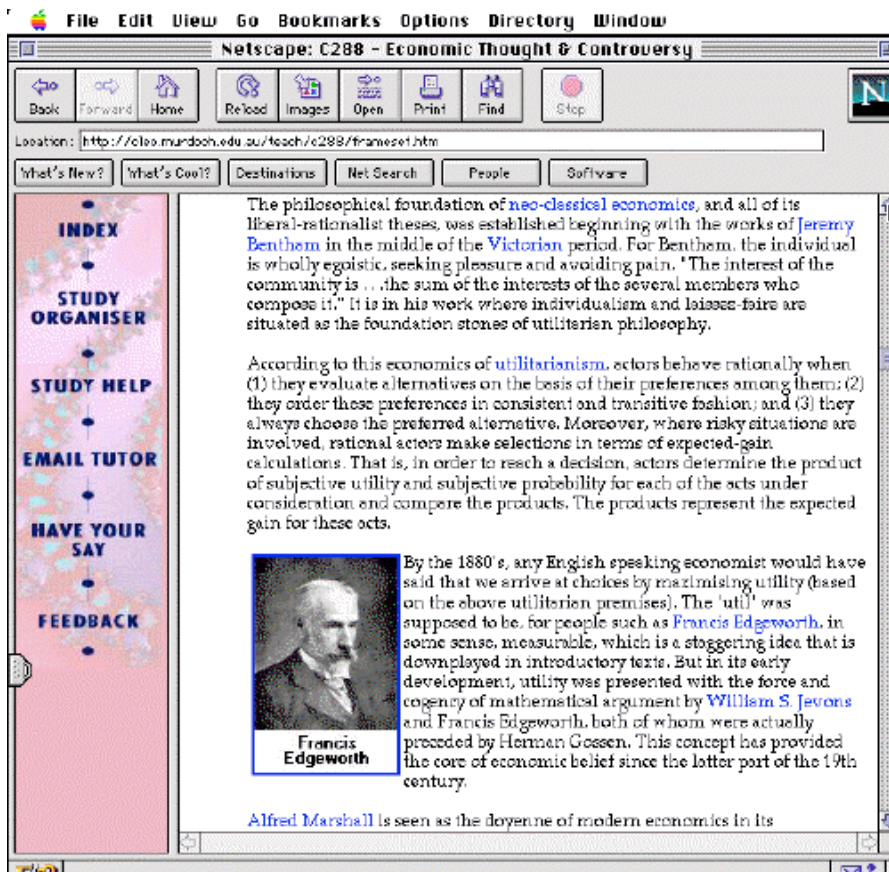 File Edit View Go Bookmarks Options Directory Window
Netscape: C288 - Economic Thought & Controversy
Back Forward Home Reload Images Open Print Find Stop
N
Location: http://cleo.murdoch.edu.au/teach/c288/frameset.htm
What's New? What's Cool? Destinations Net Search People Software
INDEX
STUDY
ORGANISER
STUDY HELP
EMAIL TUTOR
HAVE YOUR
SAY
FEEDBACK
The philosophical foundation of neo-classical economics, and all of its
liberal-rationalist theses, was established beginning with the works of Jeremy
Bentham in the middle of the Victorian period. For Bentham, the individual
is wholly egoistic, seeking pleasure and avoiding pain. "The interest of the
community is ...the sum of the interests of the several members who
compose it." It is in his work where individualism and laisses-faire are
situated as the foundation stones of utilitarian philosophy.
According to this economics of utilitarianism, actors behave rationally when
(1) they evaluate alternatives on the basis of their preferences among them; (2)
they order these preferences in consistent and transitive fashion; and (3) they
always choose the preferred alternative. Moreover, where risky situations are
involved, rational actors make selections in terms of expected-gain
calculations. That is, in order to reach a decision, actors determine the product
of subjective utility and subjective probability for each of the acts under
consideration and compare the products. The products represent the expected
gain for these acts.
By the 1880's, any English speaking economist would have
said that we arrive at choices by maximising utility (based
on the above utilitarian premises). The 'util' was
supposed to be, for people such as Francis Edgeworth, in
some sense, measurable, which is a staggering idea that is
downplayed in introductory texts. But in its early
development, utility was presented with the force and
cogency of mathematical argument by William S. Jevons
and Francis Edgeworth, both of whom were actually
preceded by Herman Gossen. This concept has provided
the core of economic belief since the latter part of the 19th
century.
Francis
Edgeworth
Alfred Marshall is seen as the doyenne of modern economics in its